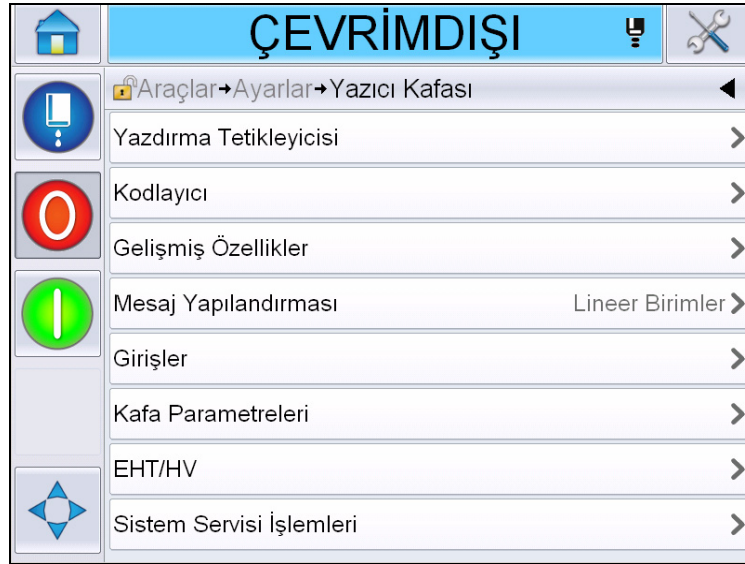 ÇEVRİMDIŞI
Araçlar→Ayarlar→Yazıcı Kafası
Yazdırma Tetikleyicisi
Kodlayıcı
Gelişmiş Özellikler
Mesaj Yapılandırması Lineer Birimler
Girişler
Kafa Parametreleri
EHT/HV
Sistem Servisi İşlemleri